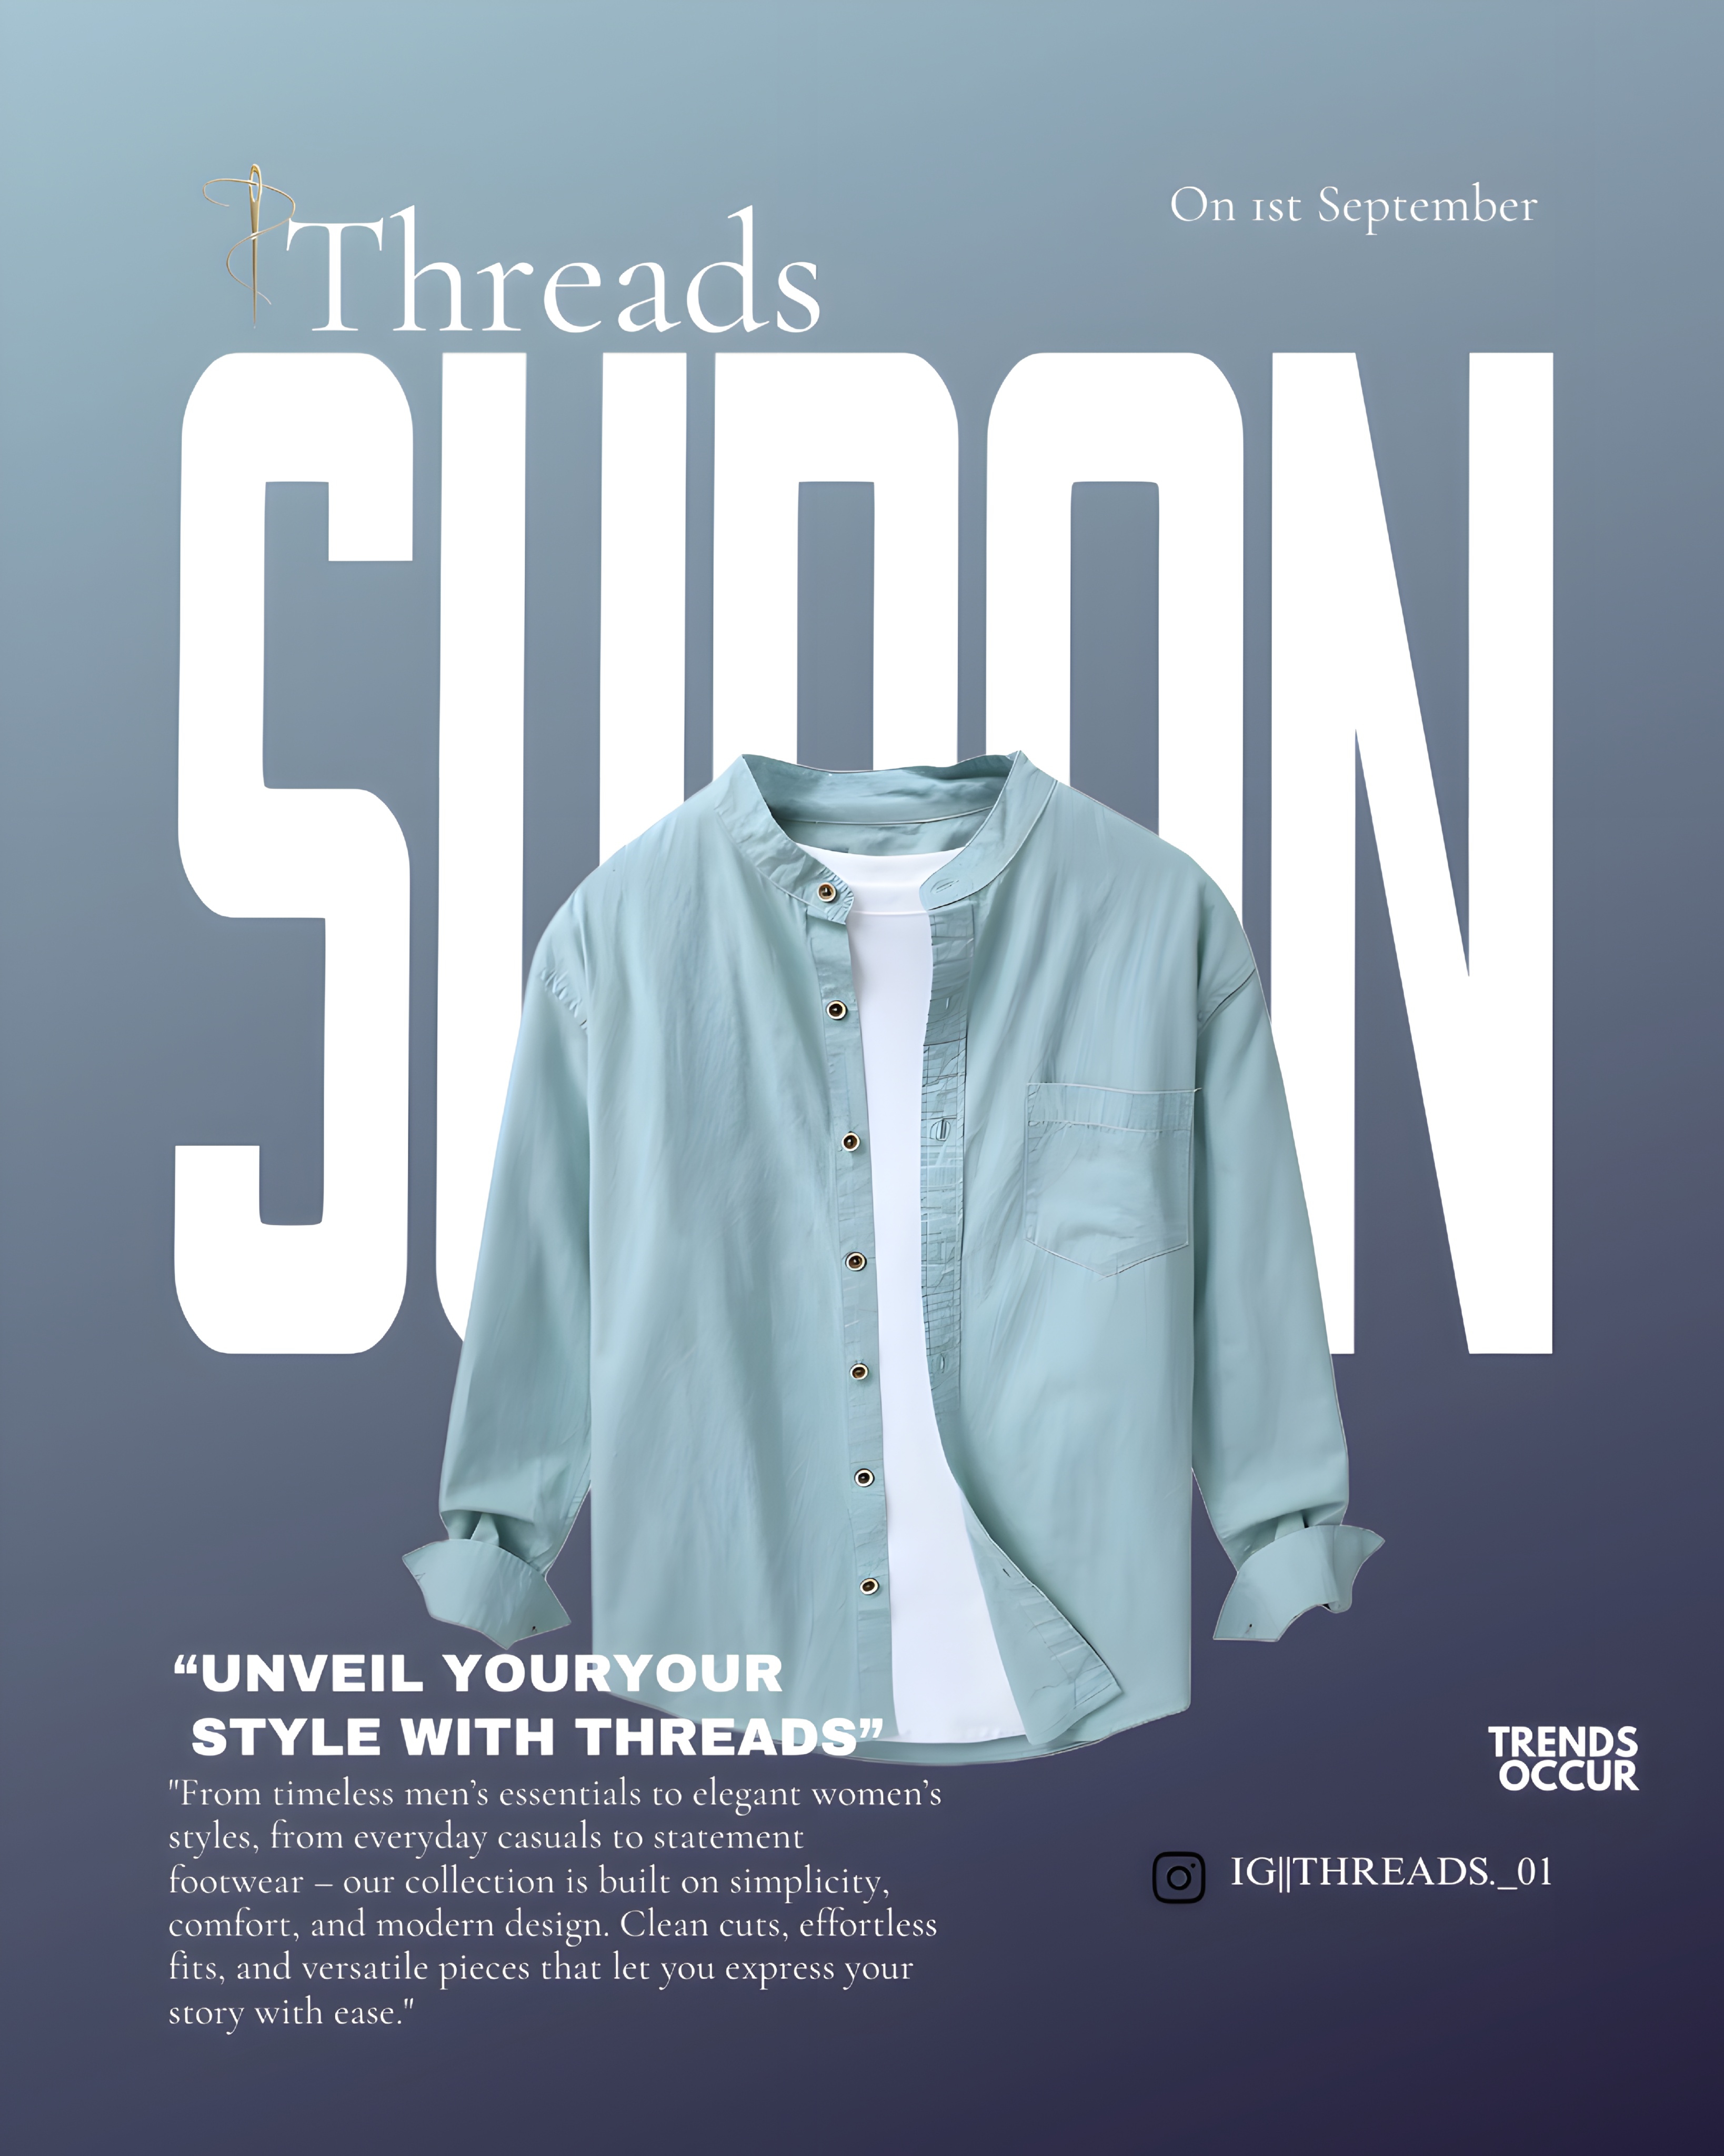 Threads
On 1st September
“UNVEIL YOURYOUR
STYLE WITH THREADS”
"From timeless men’s essentials to elegant women’s
styles, from everyday casuals to statement
footwear – our collection is built on simplicity,
comfort, and modern design. Clean cuts, effortless
fits, and versatile pieces that let you express your
story with ease."
TRENDS
OCCUR
IG||THREADS._01